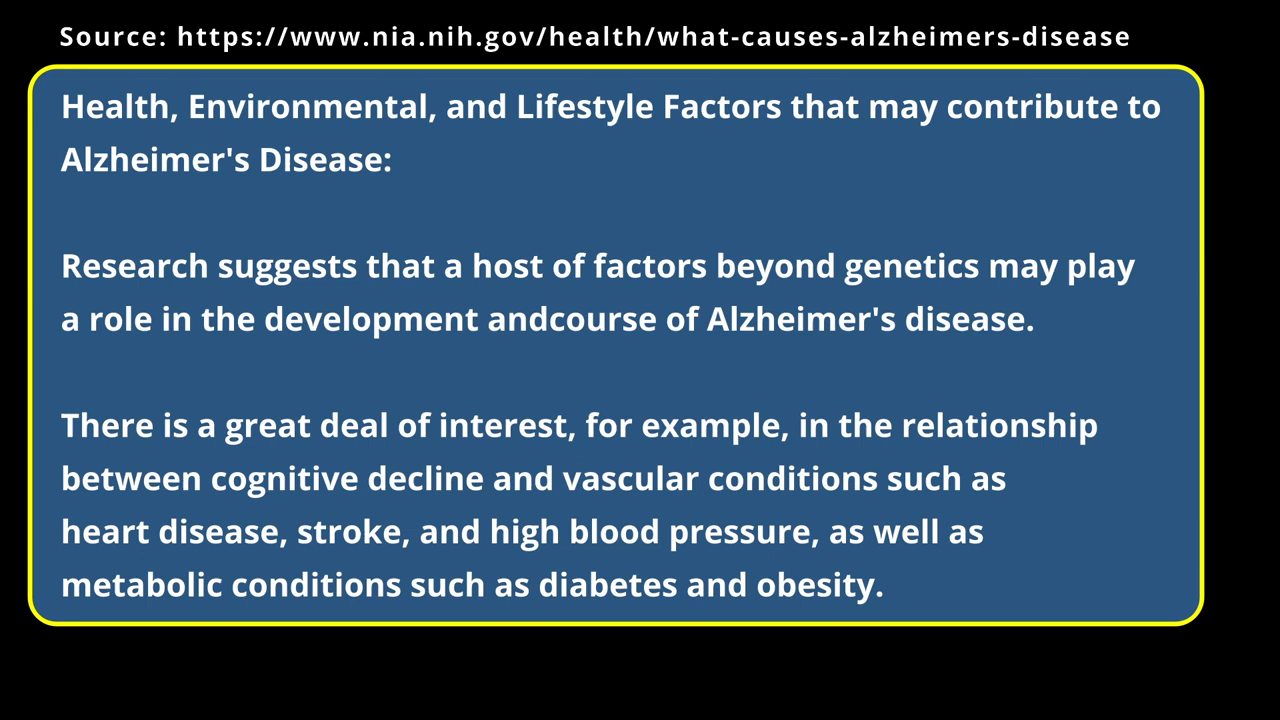 Source: https://www.nia.nih.gov/health/what-causes-alzheimers-disease
Health, Environmental, and Lifestyle Factors that may contribute to
Alzheimer's Disease:
Research suggests that a host of factors beyond genetics may play
a role in the development andcourse of Alzheimer's disease.
There is a great deal of interest, for example, in the relationship
between cognitive decline and vascular conditions such as
heart disease, stroke, and high blood pressure, as well as
metabolic conditions such as diabetes and obesity.